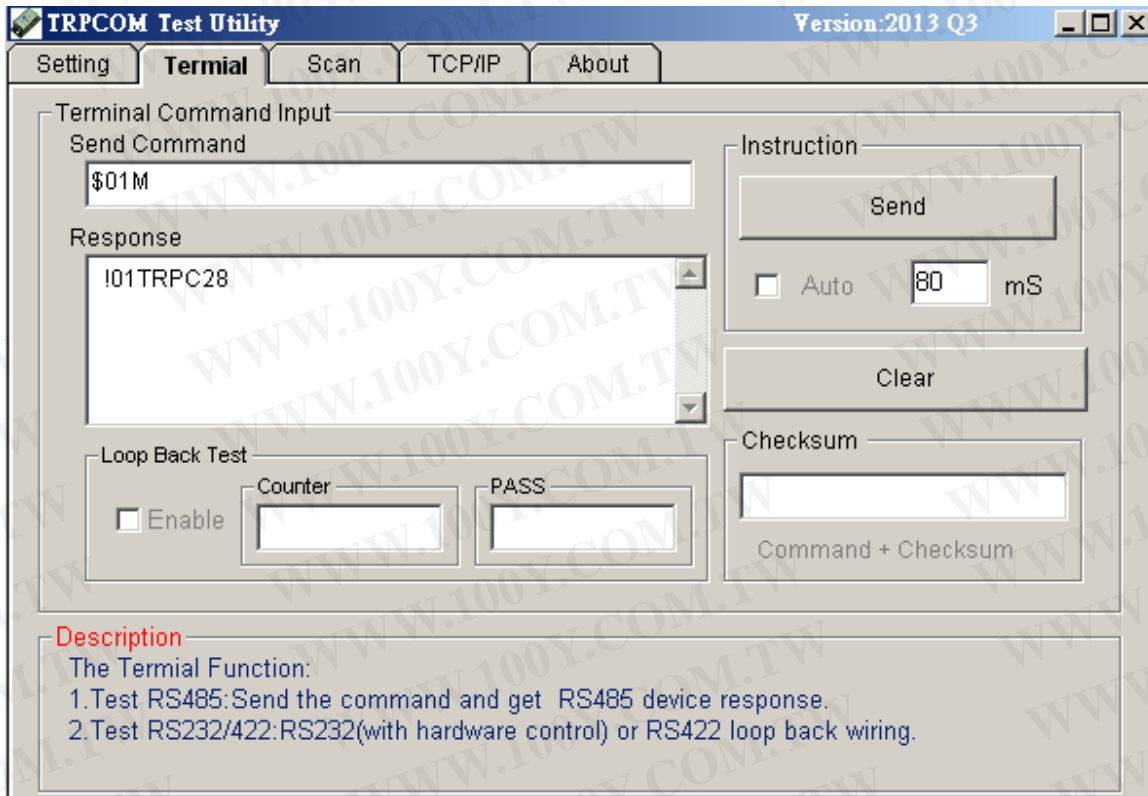 TRPCOM Test Utility Version:2013 Q3
Setting Termial Scan TCP/IP About
Terminal Command Input
Send Command
$01M
Response
!01TRPC28
Instruction
Send
Auto 80 mS
Clear
Loop Back Test
Enable
Counter
PASS
Checksum
Command + Checksum
Description
The Termial Function:
1.Test RS485:Send the command and get RS485 device response.
2.Test RS232/422:RS232(with hardware control) or RS422 loop back wiring.
WWW.100Y.COM.TW